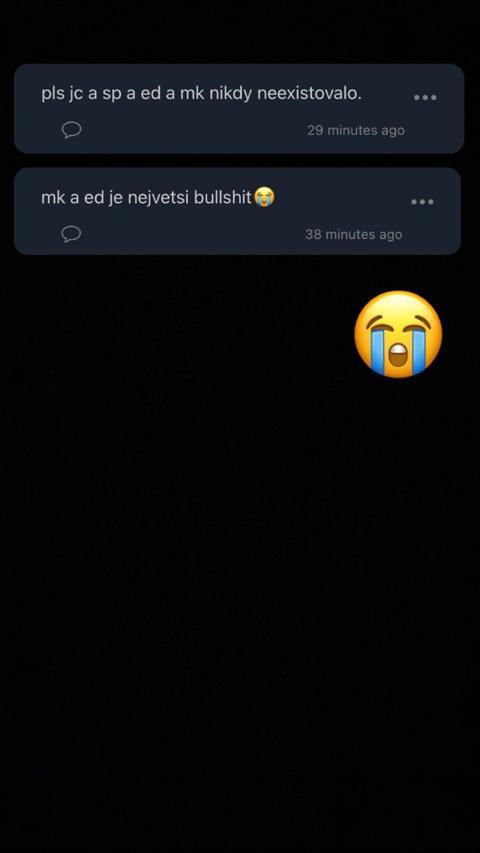 pls jc a sp a ed a mk nikdy neexistovalo.
29 minutes ago
mk a ed je nejvetsi bullshit😭
38 minutes ago